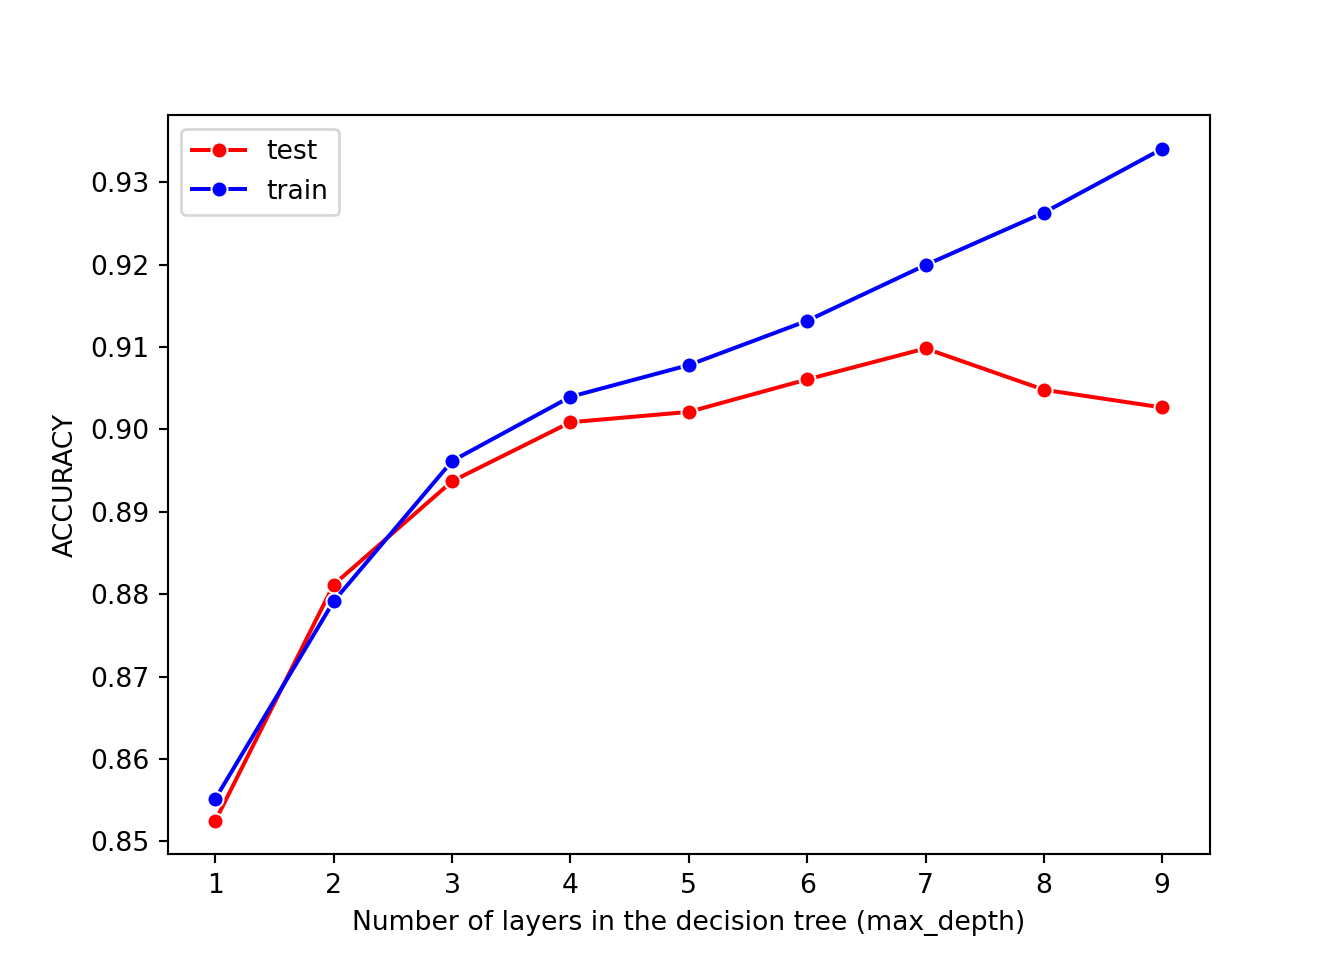 test
train
0.93
0.92
0.91
0.90
0.89
0.88
0.87
0.86
0.85
ACCURACY
1 2 3 4 5 6 7 8 9
Number of layers in the decision tree (max_depth)